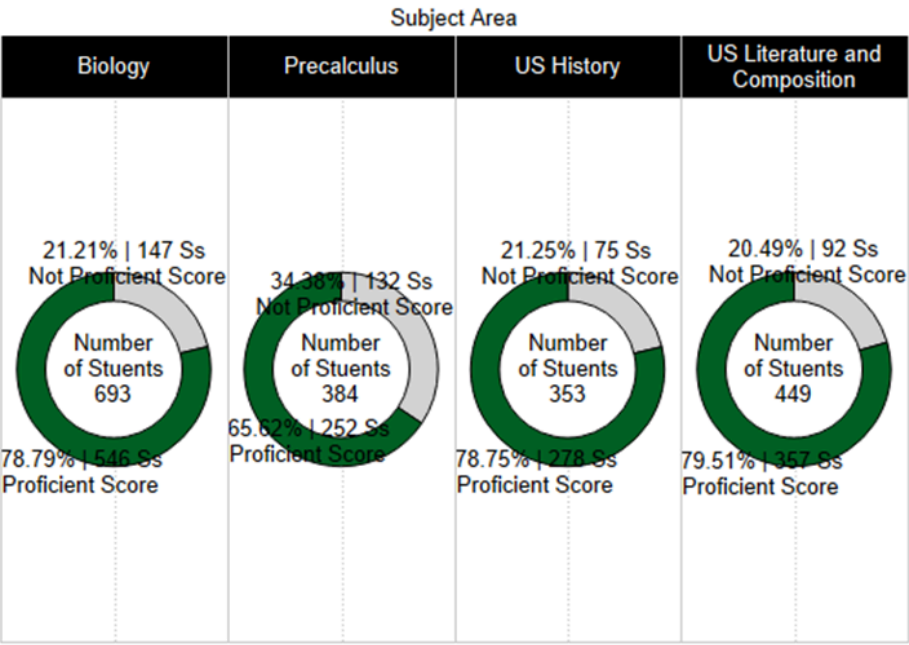 Subject Area
Biology
Precalculus
US History
US Literature and
Composition
21.21% | 147 Ss
Not Proficient Score
Number
of Stuents
693
78.79% | 546 Ss
Proficient Score
34.38% | 132 Ss
Not Proficient Score
Number
of Stuents
384
65.62% | 252 Ss
Proficient Score
21.25% | 75 Ss
Not Proficient Score
Number
of Stuents
353
78.75% | 278 Ss
Proficient Score
20.49% | 92 Ss
Not Proficient Score
Number
of Stuents
449
79.51% | 357 Ss
Proficient Score